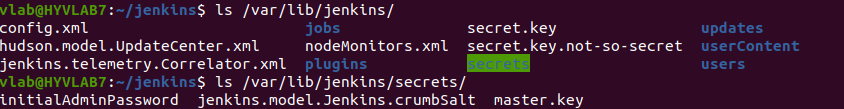 vlab@HYVLAB7:~/jenkins$ ls /var/lib/jenkins/
config.xml jobs secret.key updates
hudson.model.UpdateCenter.xml nodeMonitors.xml secret.key.not-so-secret userContent
jenkins.telemetry.Correlator.xml plugins secrets users
vlab@HYVLAB7:~/jenkins$ ls /var/lib/jenkins/secrets/
initialAdminPassword jenkins.model.Jenkins.crumbSalt master.key